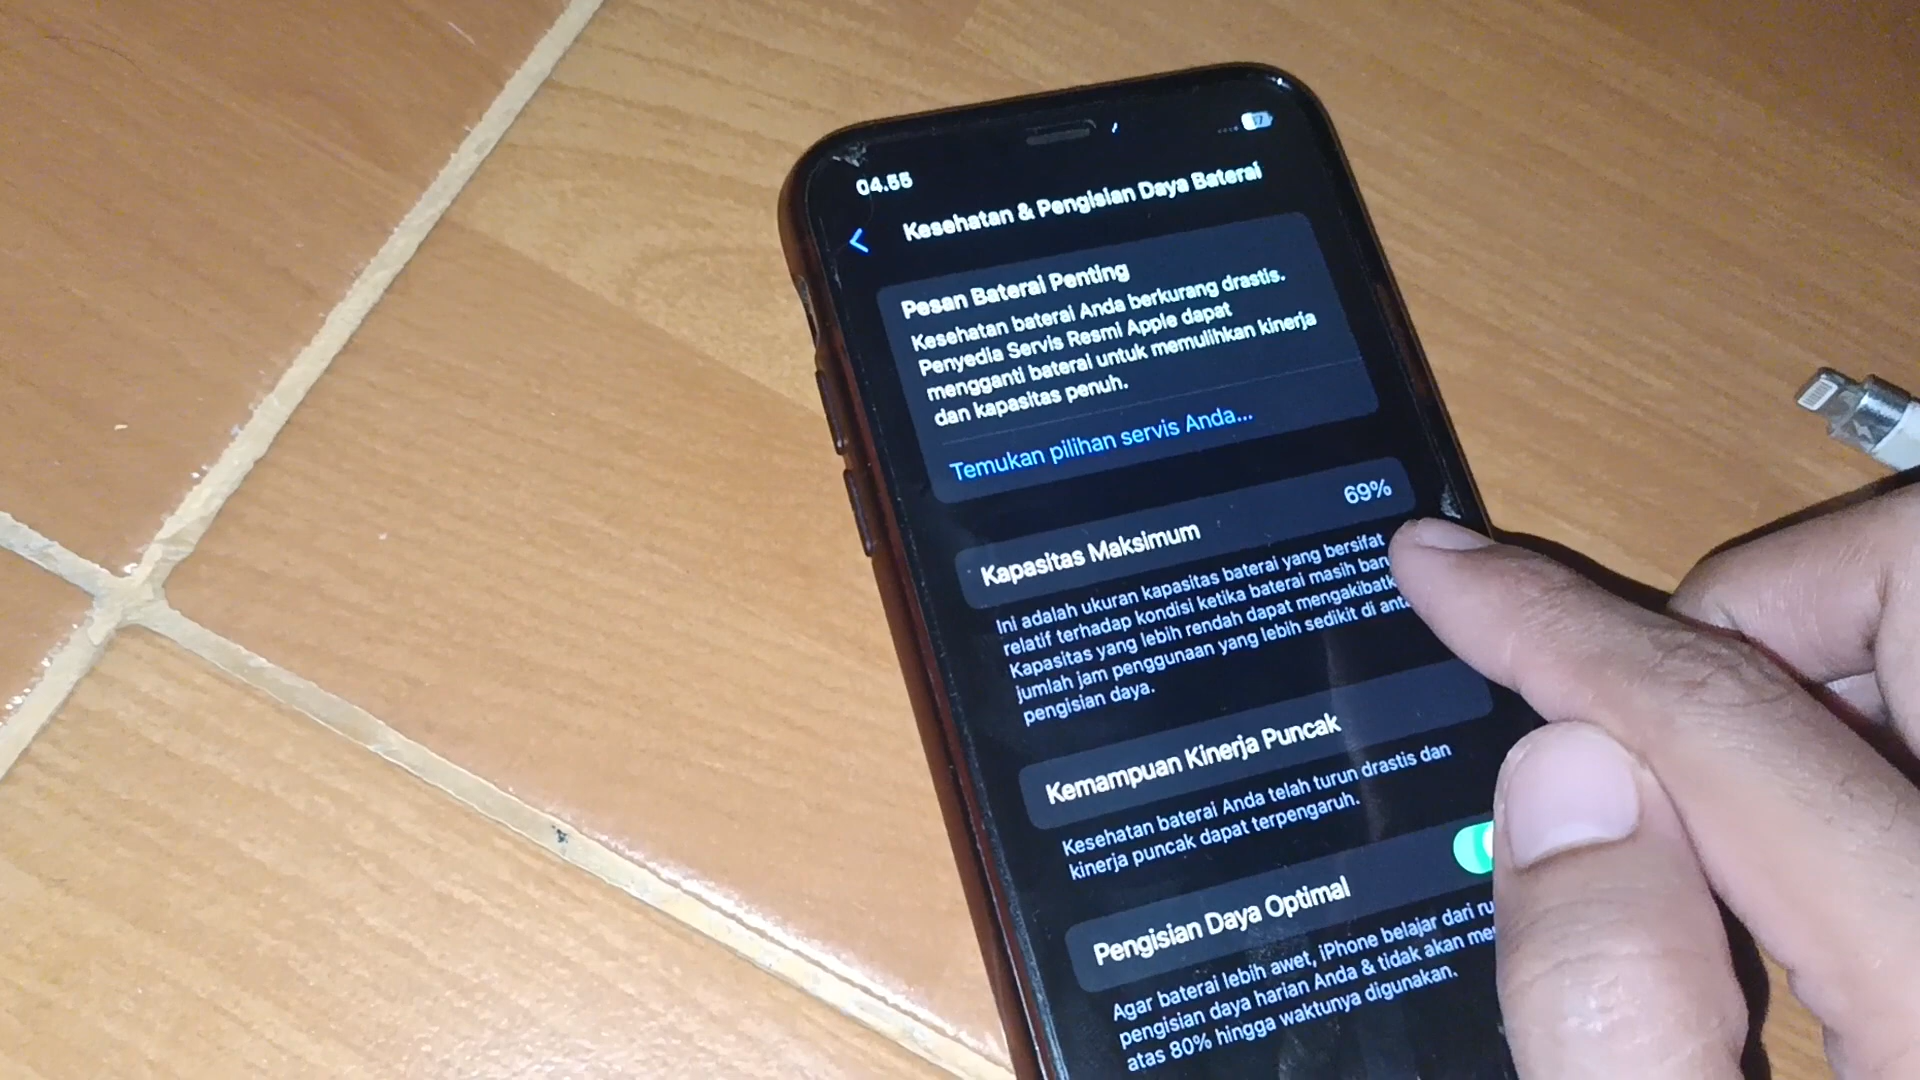 04.55
Kesehatan & Pengisian Daya Baterai
Pesan Baterai Penting
Kesehatan baterai Anda berkurang drastis.
Penyedia Servis Resmi Apple dapat
mengganti baterai untuk memulihkan kinerja
dan kapasitas penuh.
Temukan pilihan servis Anda...
Kapasitas Maksimum 69%
Ini adalah ukuran kapasitas baterai yang bersifat
relatif terhadap kondisi ketika baterai masih
Kapasitas yang lebih rendah dapat
jumlah jam penggunaan yang lebih sedikit di
pengisian daya.
Kemampuan Kinerja Puncak
Kesehatan baterai Anda telah turun drastis dan
kinerja puncak dapat terpengaruh.
Pengisian Daya Optimal
Agar baterai lebih awet, iPhone belajar dari
pengisian daya harian Anda & tidak akan
atas 80% hingga waktunya digunakan.